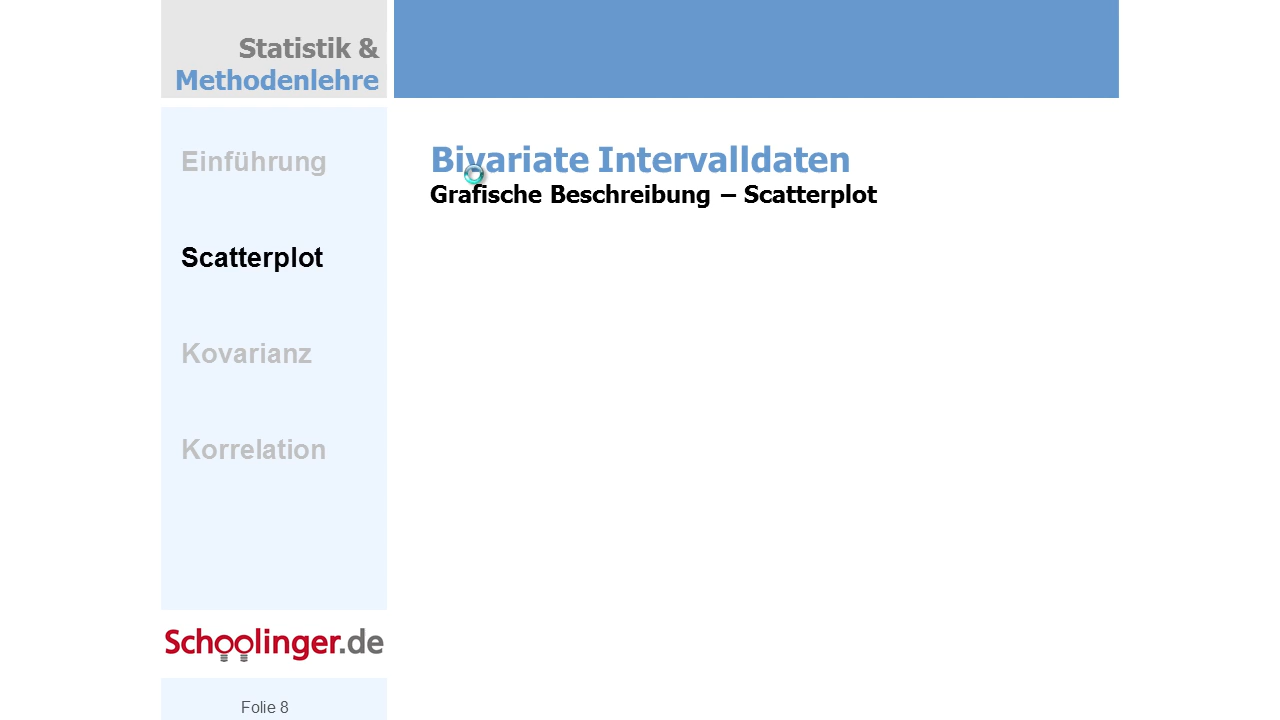 Statistik &
Methodenlehre
Einführung
Scatterplot
Kovarianz
Korrelation
Schoolinger.de
Folie 8
Bivariate Intervalldaten
Grafische Beschreibung – Scatterplot